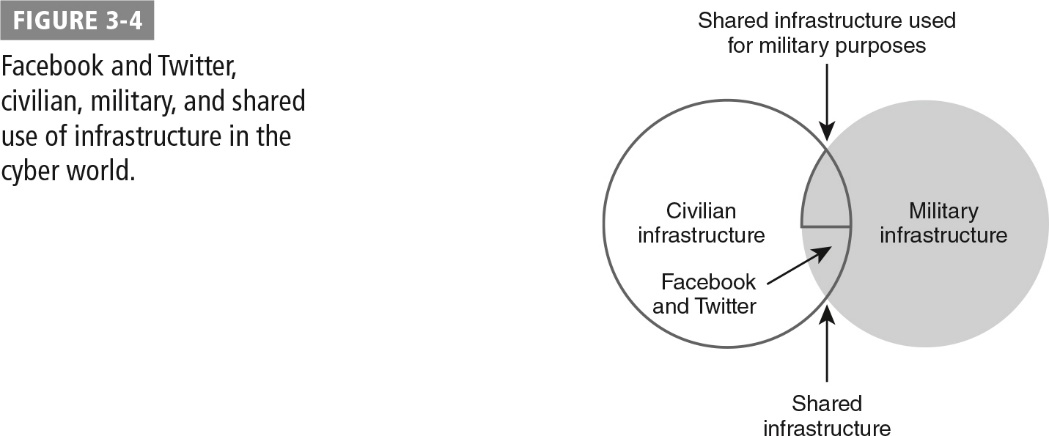 FIGURE 3-4
Facebook and Twitter,
civilian, military, and shared
use of infrastructure in the
cyber world.
Shared infrastructure used
for military purposes
Civilian
infrastructure
Military
infrastructure
Facebook
and Twitter
Shared
infrastructure